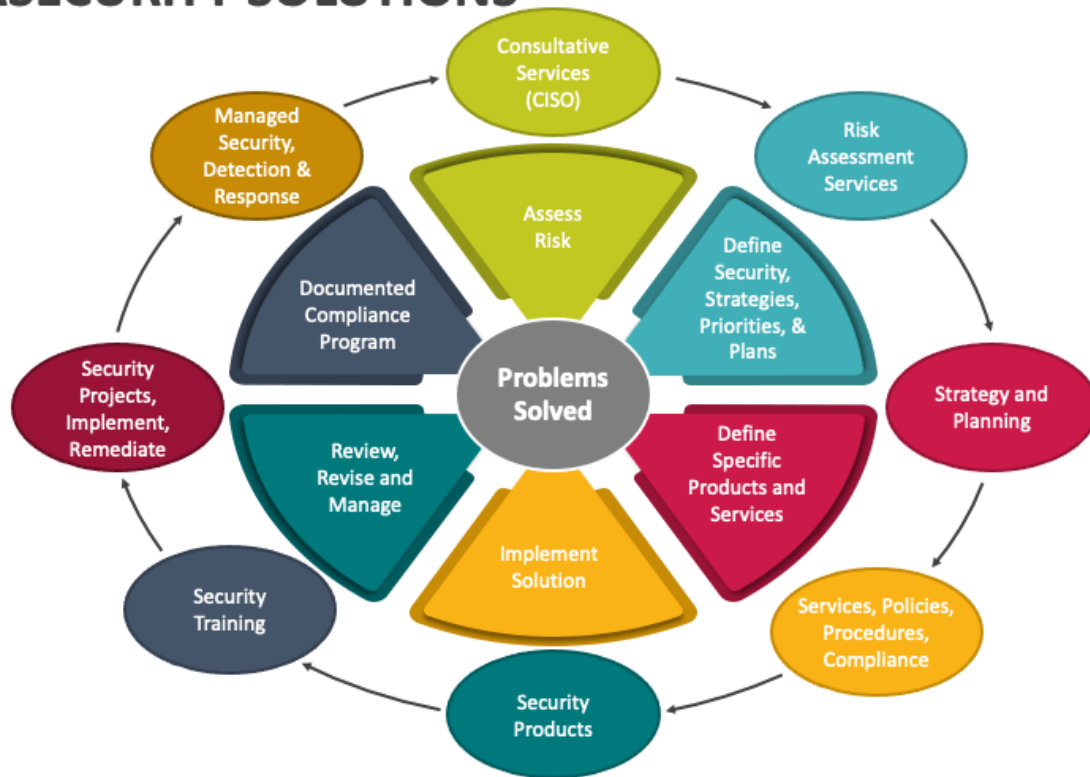 SECURITY SOLUTIONS
Consultative
Services
(CISO)
Managed
Security,
Detection &
Response
Risk
Assessment
Services
Assess
Risk
Define
Security,
Strategies,
Priorities, &
Plans
Documented
Compliance
Program
Problems
Solved
Security
Projects,
Implement,
Remediate
Strategy and
Planning
Define
Specific
Products and
Services
Review,
Revise and
Manage
Implement
Solution
Security
Training
Services, Policies,
Procedures,
Compliance
Security
Products